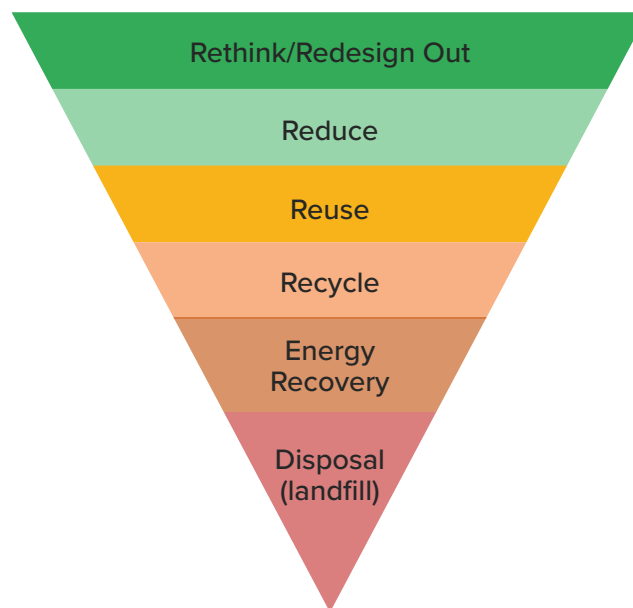 Rethink/Redesign Out
Reduce
Reuse
Recycle
Energy
Recovery
Disposal
(landfill)